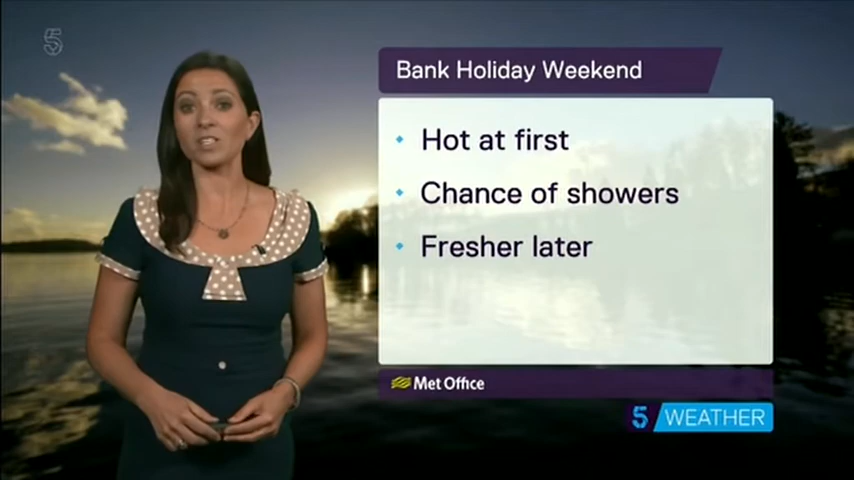 5
Bank Holiday Weekend
Hot at first
Chance of showers
Fresher later
Met Office
5 WEATHER